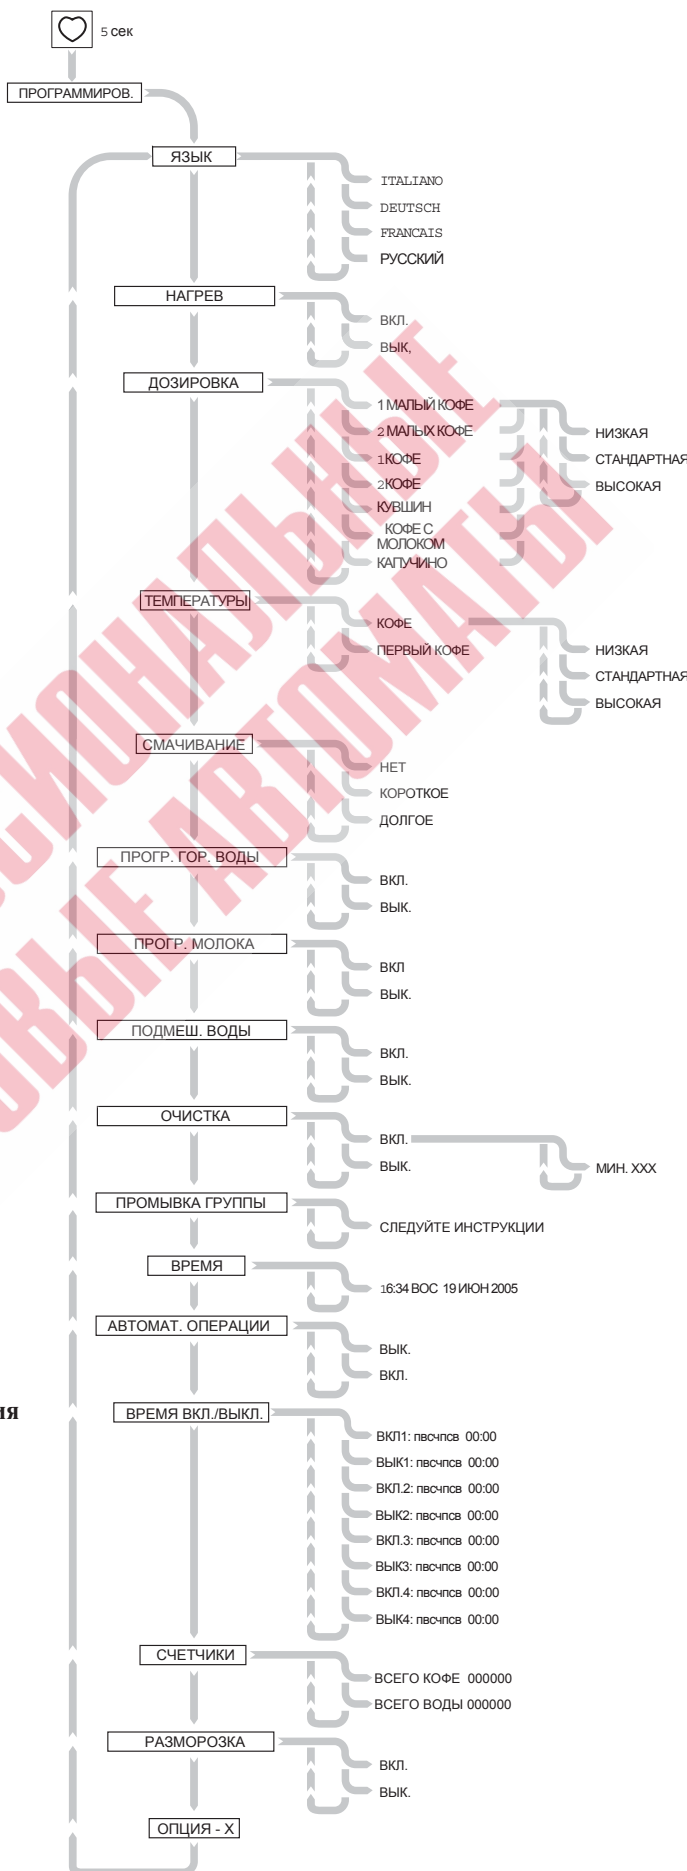 5 сек
ПРОГРАММИРОВ.
ЯЗЫК
ITALIANO
DEUTSCH
FRANCAIS
РУССКИЙ
НАГРЕВ
ВКЛ.
ВЫК,
ДОЗИРОВКА
1 МАЛЫЙ КОФЕ
2 МАЛЫХ КОФЕ
1КОФЕ
2КОФЕ
КУВШИН
КОФЕ С
МОЛОКОМ
КАПУЧИНО
НИЗКАЯ
СТАНДАРТНАЯ
ВЫСОКАЯ
ТЕМПЕРАТУРЫ
КОФЕ
ПЕРВЫЙ КОФЕ
НИЗКАЯ
СТАНДАРТНАЯ
ВЫСОКАЯ
СМАЧИВАНИЕ
НЕТ
КОРОТКОЕ
ДОЛГОЕ
ПРОГР. ГОР. ВОДЫ
ВКЛ.
ВЫК.
ПРОГР. МОЛОКА
ВКЛ
ВЫК.
ПОДМЕШ. ВОДЫ
ВКЛ.
ВЫК.
ОЧИСТКА
ВКЛ.
ВЫК.
МИН. XXX
ПРОМЫВКА ГРУППЫ
СЛЕДУЙТЕ ИНСТРУКЦИИ
ВРЕМЯ
16:34 ВОС 19 ИЮН 2005
АВТОМАТ. ОПЕРАЦИИ
ВЫК.
ВКЛ.
ВРЕМЯ ВКЛ./ВЫКЛ.
ВКЛ1: пвсчпсв 00:00
ВЫК1: пвсчпсв 00:00
ВКЛ.2: пвсчпсв 00:00
ВЫК2: пвсчпсв 00:00
ВКЛ.3: пвсчпсв 00:00
ВЫК3: пвсчпсв 00:00
ВКЛ.4: пвсчпсв 00:00
ВЫК4: пвсчпсв 00:00
СЧЕТЧИКИ
ВСЕГО КОФЕ 000000
ВСЕГО ВОДЫ 000000
РАЗМОРОЗКА
ВКЛ.
ВЫК.
ОПЦИЯ - X